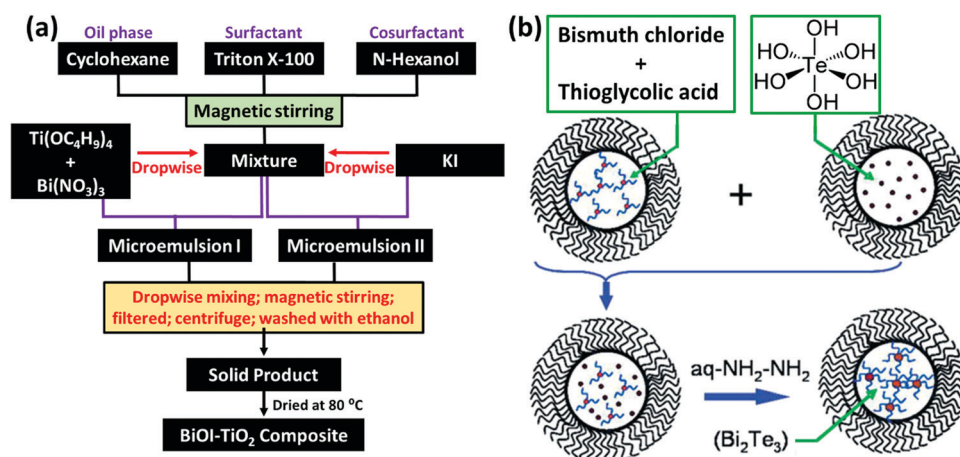 (a)
Oil phase Surfactant Cosurfactant
Cyclohexane Triton X-100 N-Hexanol
Magnetic stirring
Ti(OC₄H₉)₄
+
Bi(NO₃)₃
Dropwise
Mixture
Dropwise
KI
Microemulsion I Microemulsion II
Dropwise mixing; magnetic stirring;
filtered; centrifuge; washed with ethanol
Solid Product
Dried at 80 ⁰C
BiOI-TiO₂ Composite
(b)
Bismuth chloride
+
Thioglycolic acid
OH
HO OH
Te
HO OH
OH
+
aq-NH₂-NH₂
(Bi₂Te₃)